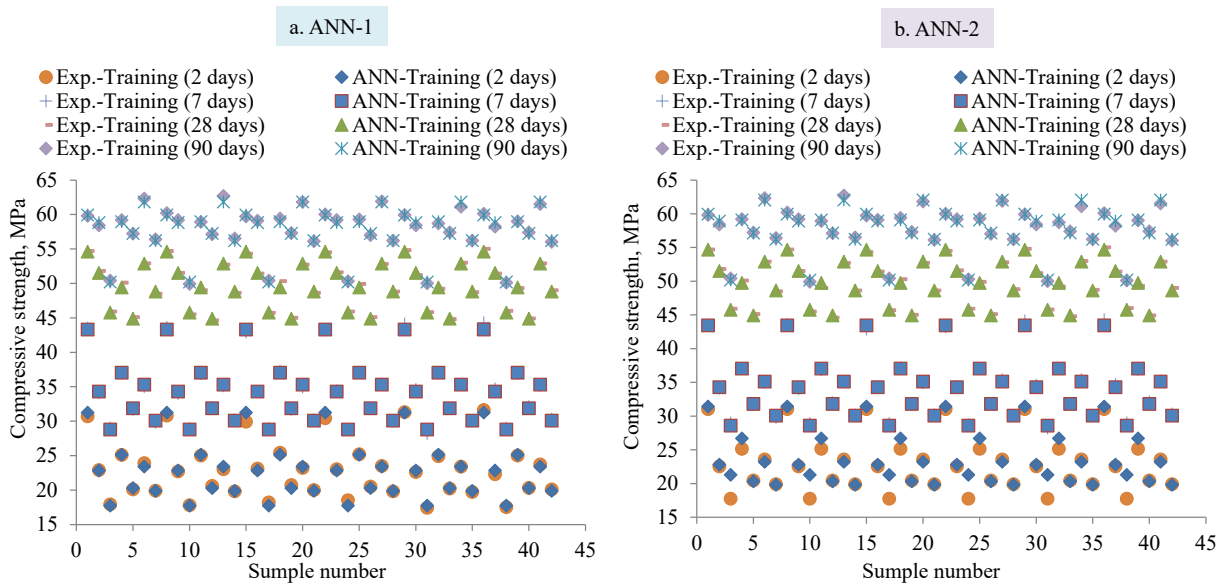 a. ANN-1
Exp.-Training (2 days) ANN-Training (2 days)
Exp.-Training (7 days) ANN-Training (7 days)
Exp.-Training (28 days) ANN-Training (28 days)
Exp.-Training (90 days) ANN-Training (90 days)
Compressive strength, MPa
65
60
55
50
45
40
35
30
25
20
15
0 5 10 15 20 25 30 35 40 45
Sumple number
b. ANN-2
Exp.-Training (2 days) ANN-Training (2 days)
Exp.-Training (7 days) ANN-Training (7 days)
Exp.-Training (28 days) ANN-Training (28 days)
Exp.-Training (90 days) ANN-Training (90 days)
Compressive strength, MPa
65
60
55
50
45
40
35
30
25
20
15
0 5 10 15 20 25 30 35 40 45
Sumple number